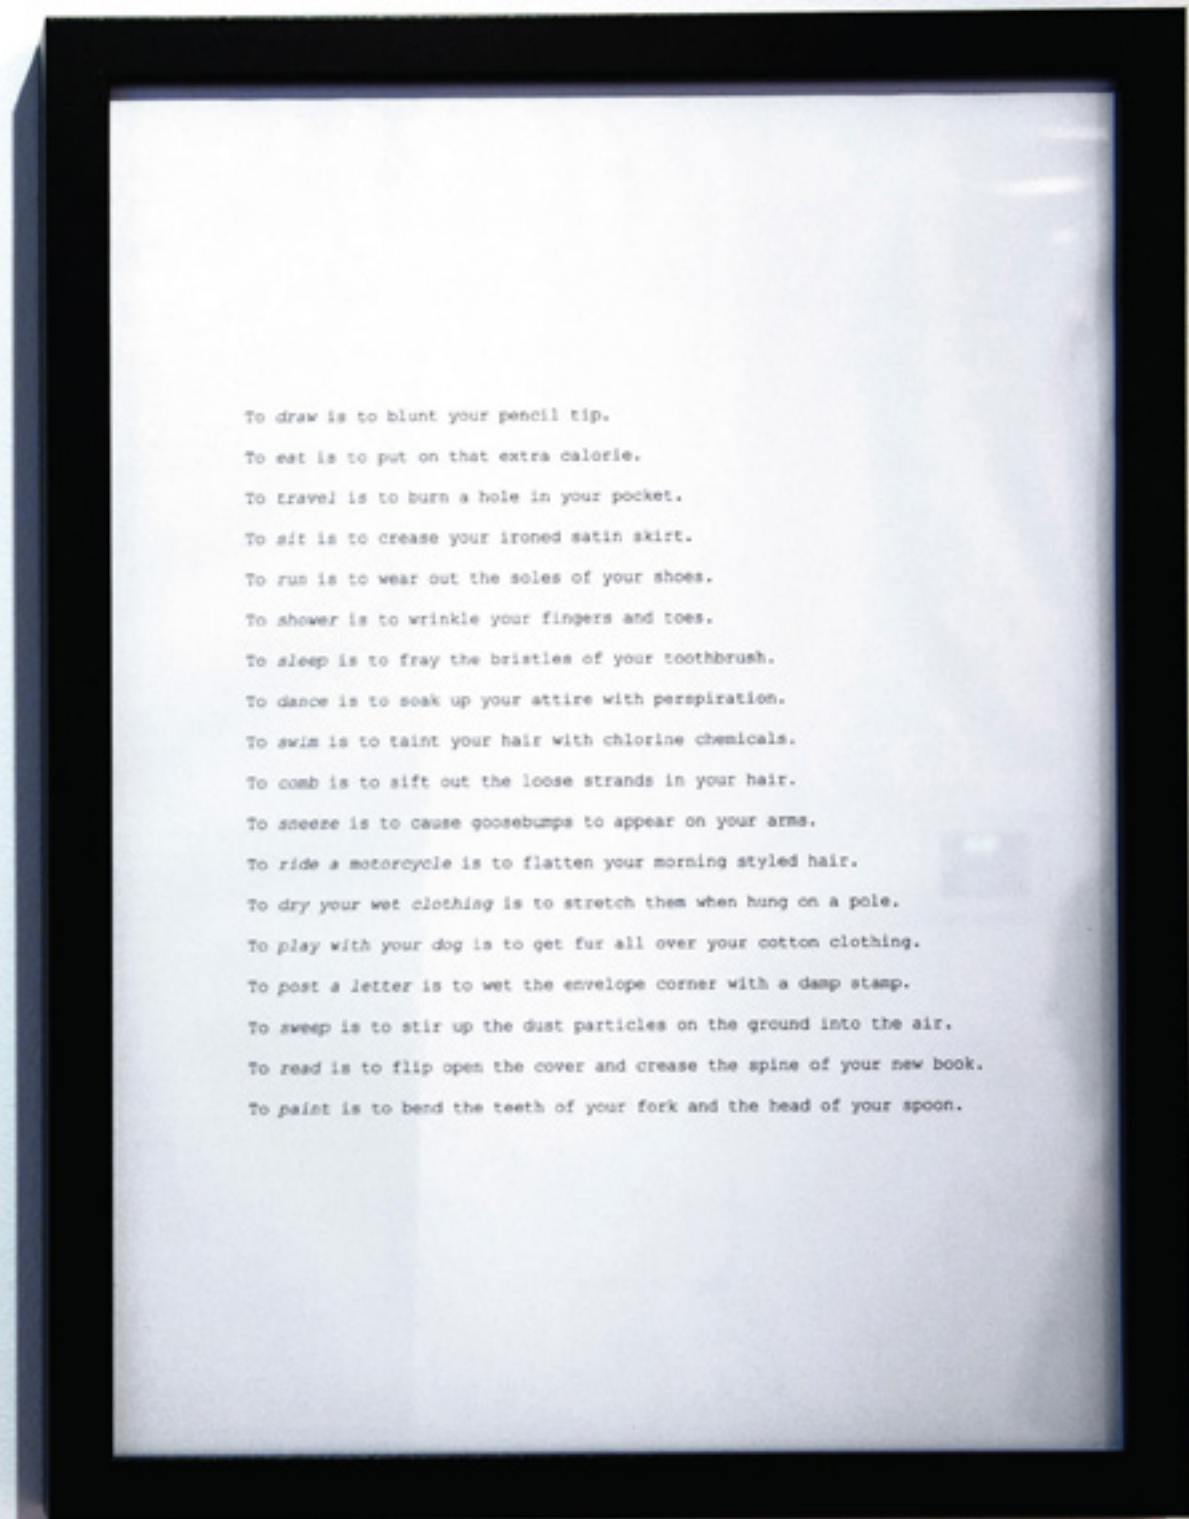 To draw is to blunt your pencil tip.
To eat is to put on that extra calorie.
To travel is to burn a hole in your pocket.
To sit is to crease your ironed satin skirt.
To run is to wear out the soles of your shoes.
To shower is to wrinkle your fingers and toes.
To sleep is to fray the bristles of your toothbrush.
To dance is to soak up your attire with perspiration.
To swim is to taint your hair with chlorine chemicals.
To comb is to sift out the loose strands in your hair.
To sneeze is to cause goosebumps to appear on your arms.
To ride a motorcycle is to flatten your morning styled hair.
To dry your wet clothing is to stretch them when hung on a pole.
To play with your dog is to get fur all over your cotton clothing.
To post a letter is to wet the envelope corner with a damp stamp.
To sweep is to stir up the dust particles on the ground into the air.
To read is to flip open the cover and crease the spine of your new book.
To paint is to bend the teeth of your fork and the head of your spoon.